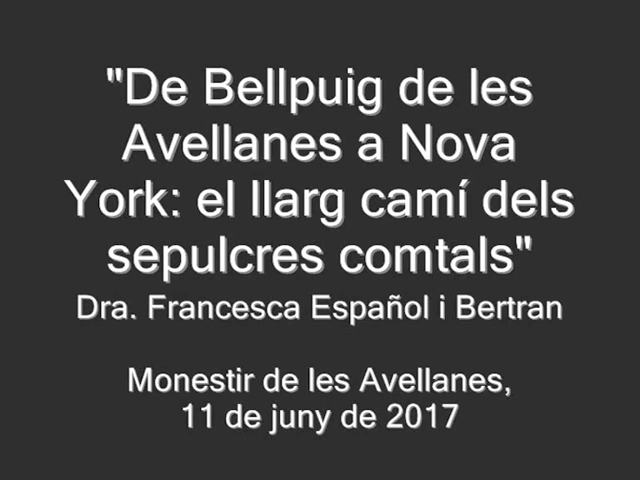 "De Bellpuig de les
Avellanes a Nova
York: el llarg camí dels
sepulcres comtals"
Dra. Francesca Español i Bertran
Monestir de les Avellanes,
11 de juny de 2017